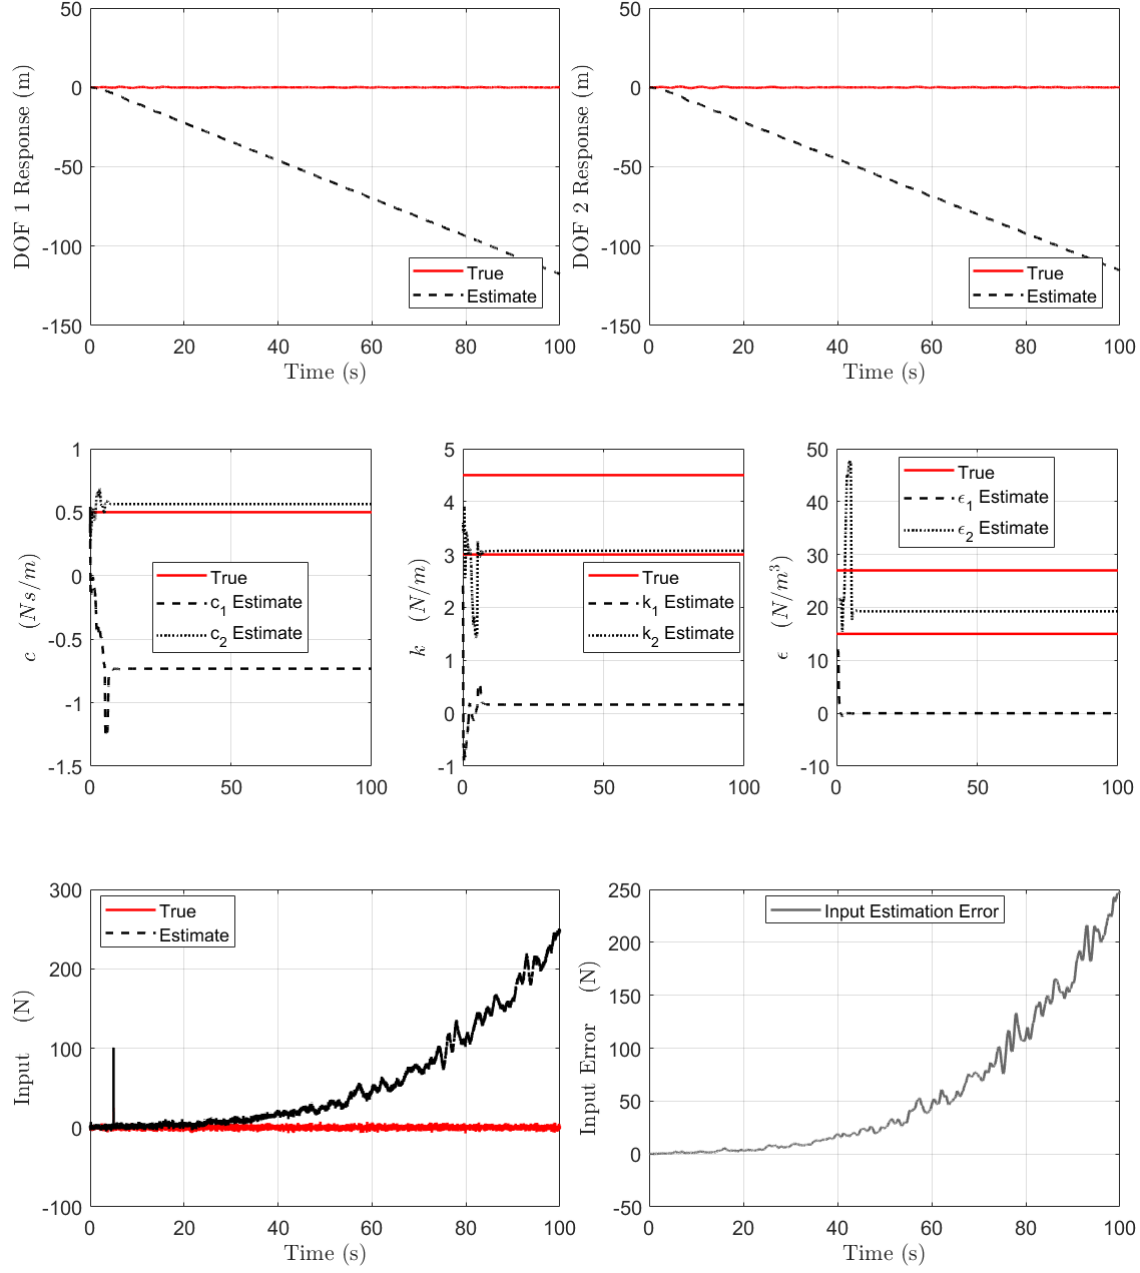 50
0
-50
-100
-150
DOF 1 Response (m)
0 20 40 60 80 100
Time (s)
True
Estimate
50
0
-50
-100
-150
DOF 2 Response (m)
0 20 40 60 80 100
Time (s)
True
Estimate
1
0.5
0
-0.5
-1
-1.5
c (Ns/m)
0 50 100
True
c₁ Estimate
c₂ Estimate
5
4
3
2
1
0
-1
k (N/m)
0 50 100
True
k₁ Estimate
k₂ Estimate
50
40
30
20
10
0
-10
ϵ (N/m³)
0 50 100
True
ϵ₁ Estimate
ϵ₂ Estimate
300
200
100
0
-100
Input (N)
0 20 40 60 80 100
Time (s)
True
Estimate
250
200
150
100
50
0
-50
Input Error (N)
0 20 40 60 80 100
Time (s)
Input Estimation Error